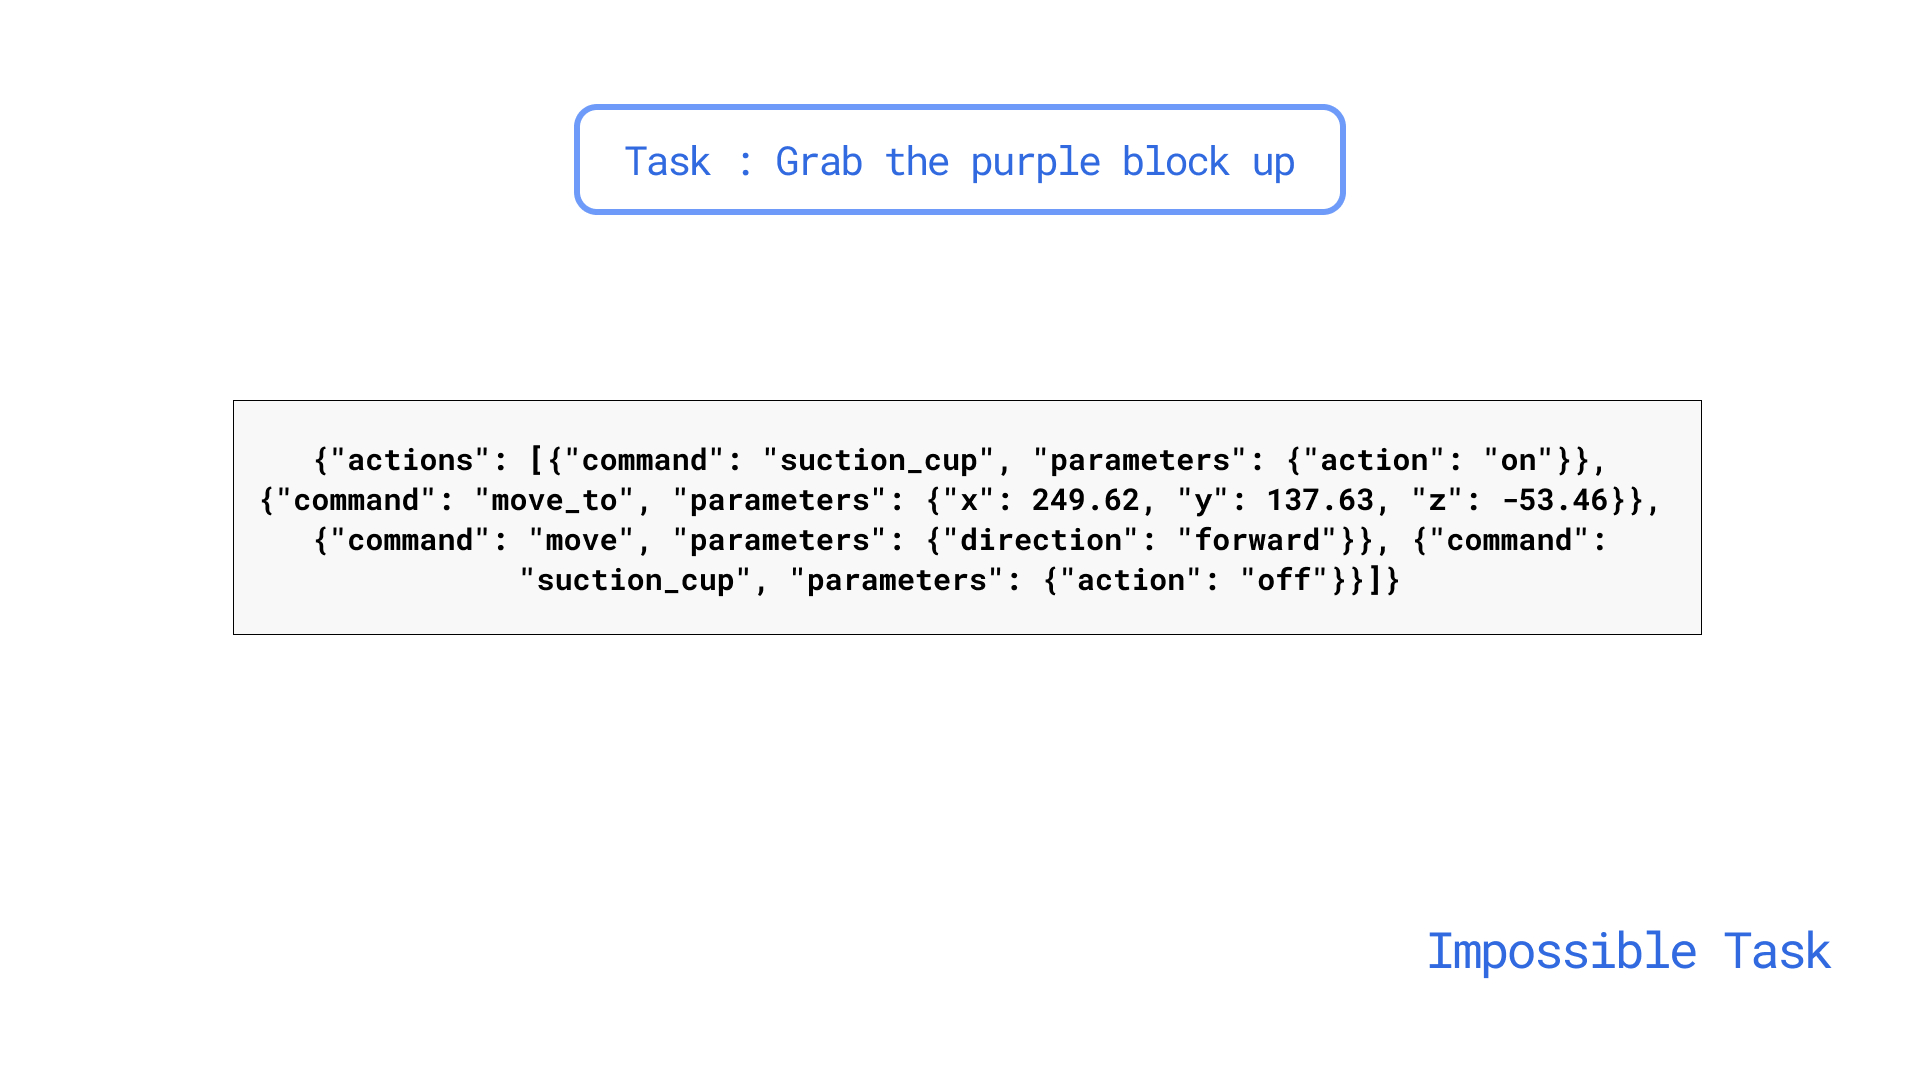 Task : Grab the purple block up
{"actions": [{"command": "suction_cup", "parameters": {"action": "on"}},
{"command": "move_to", "parameters": {"x": 249.62, "y": 137.63, "z": -53.46}},
{"command": "move", "parameters": {"direction": "forward"}}, {"command":
"suction_cup", "parameters": {"action": "off"}}]}
Impossible Task